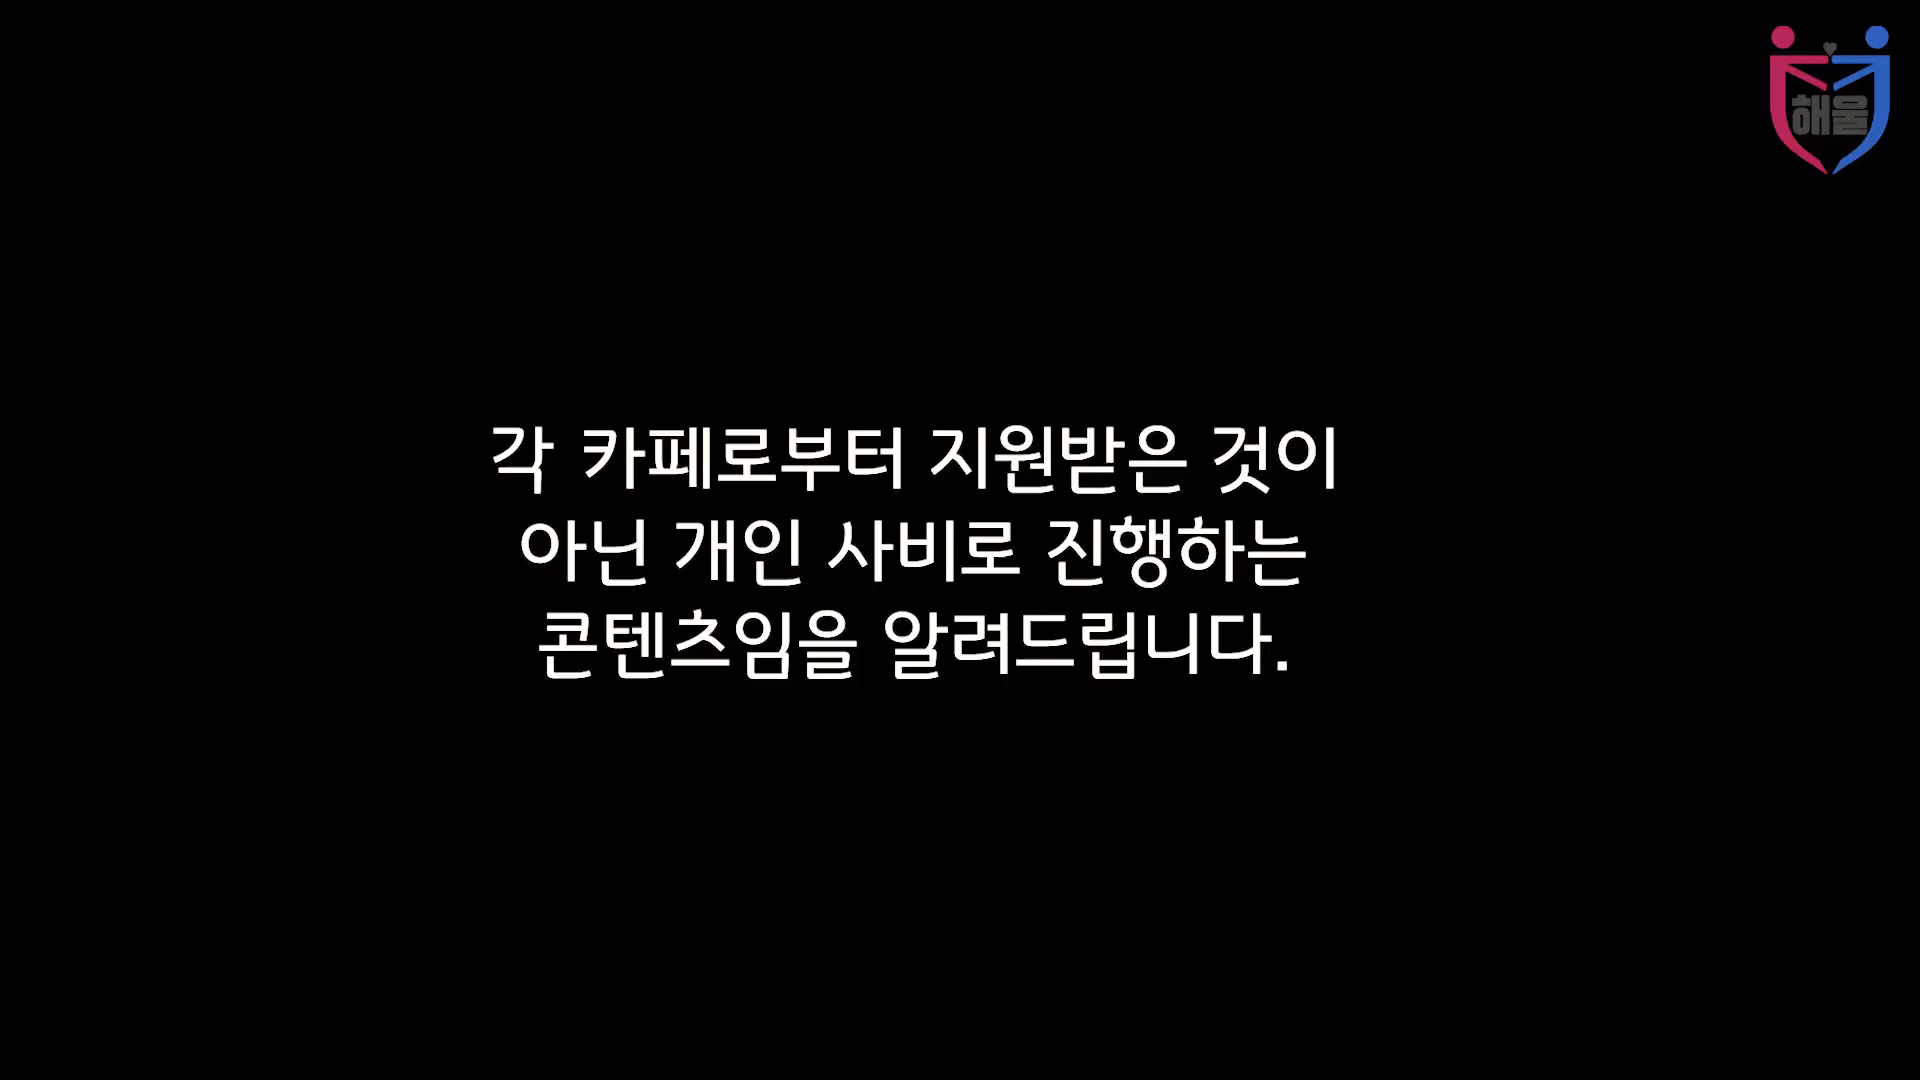 해울
각 카페로부터 지원받은 것이
아닌 개인 사비로 진행하는
콘텐츠임을 알려드립니다.